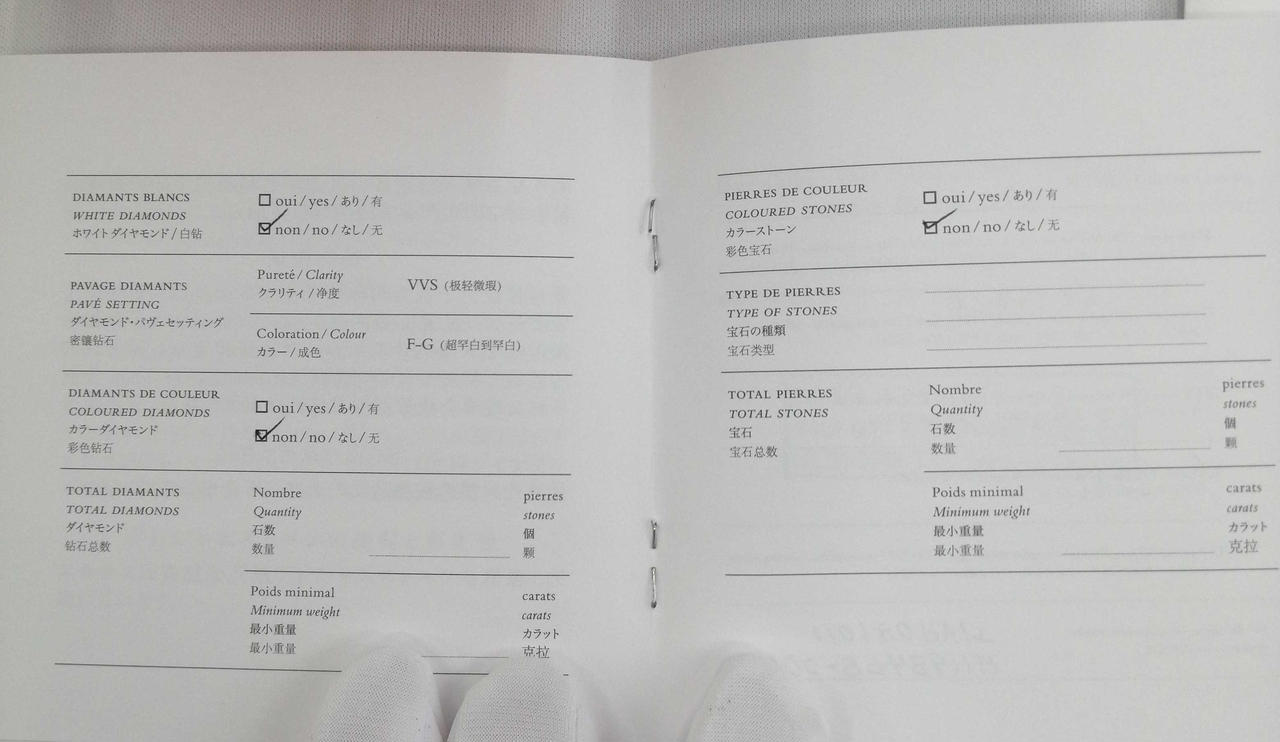 DIAMANTS BLANCS
WHITE DIAMONDS
ホワイトダイヤモンド / 白钻
☐ oui / yes / あり / 有
☑ non / no / なし / 无
PAVAGE DIAMANTS
PAVÉ SETTING
ダイヤモンド・パヴェセッティング
密镶钻石
Pureté / Clarity
クラリティ / 净度
VVS (极轻微瑕)
Coloration / Colour
カラー / 成色
F-G (超罕白到罕白)
DIAMANTS DE COULEUR
COLOURED DIAMONDS
カラーダイヤモンド
彩色钻石
☐ oui / yes / あり / 有
☑ non / no / なし / 无
TOTAL DIAMANTS
TOTAL DIAMONDS
ダイヤモンド
钻石总数
Nombre
Quantity
石数
数量
pierres
stones
個
颗
Poids minimal
Minimum weight
最小重量
最小重量
carats
carats
カラット
克拉
PIERRES DE COULEUR
COLOURED STONES
カラーストーン
彩色宝石
☐ oui / yes / あり / 有
☑ non / no / なし / 无
TYPE DE PIERRES
TYPE OF STONES
宝石の種類
宝石类型
TOTAL PIERRES
TOTAL STONES
宝石
宝石总数
Nombre
Quantity
石数
数量
pierres
stones
個
颗
Poids minimal
Minimum weight
最小重量
最小重量
carats
carats
カラット
克拉